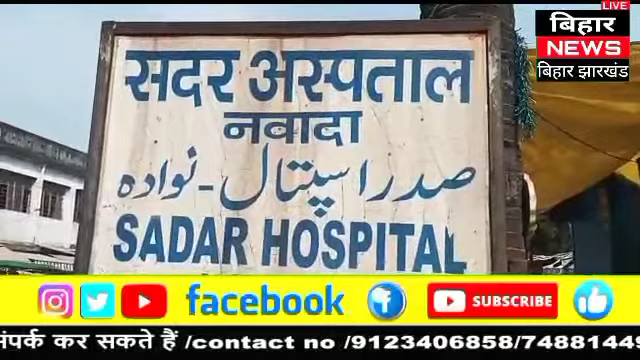 LIVE
बिहार
NEWS
बिहार झारखंड
सदर अस्पताल
नवादा
صدر اسپتال - نواده
SADAR HOSPITAL
facebook
SUBSCRIBE
संपर्क कर सकते हैं /contact no /9123406858/7488144